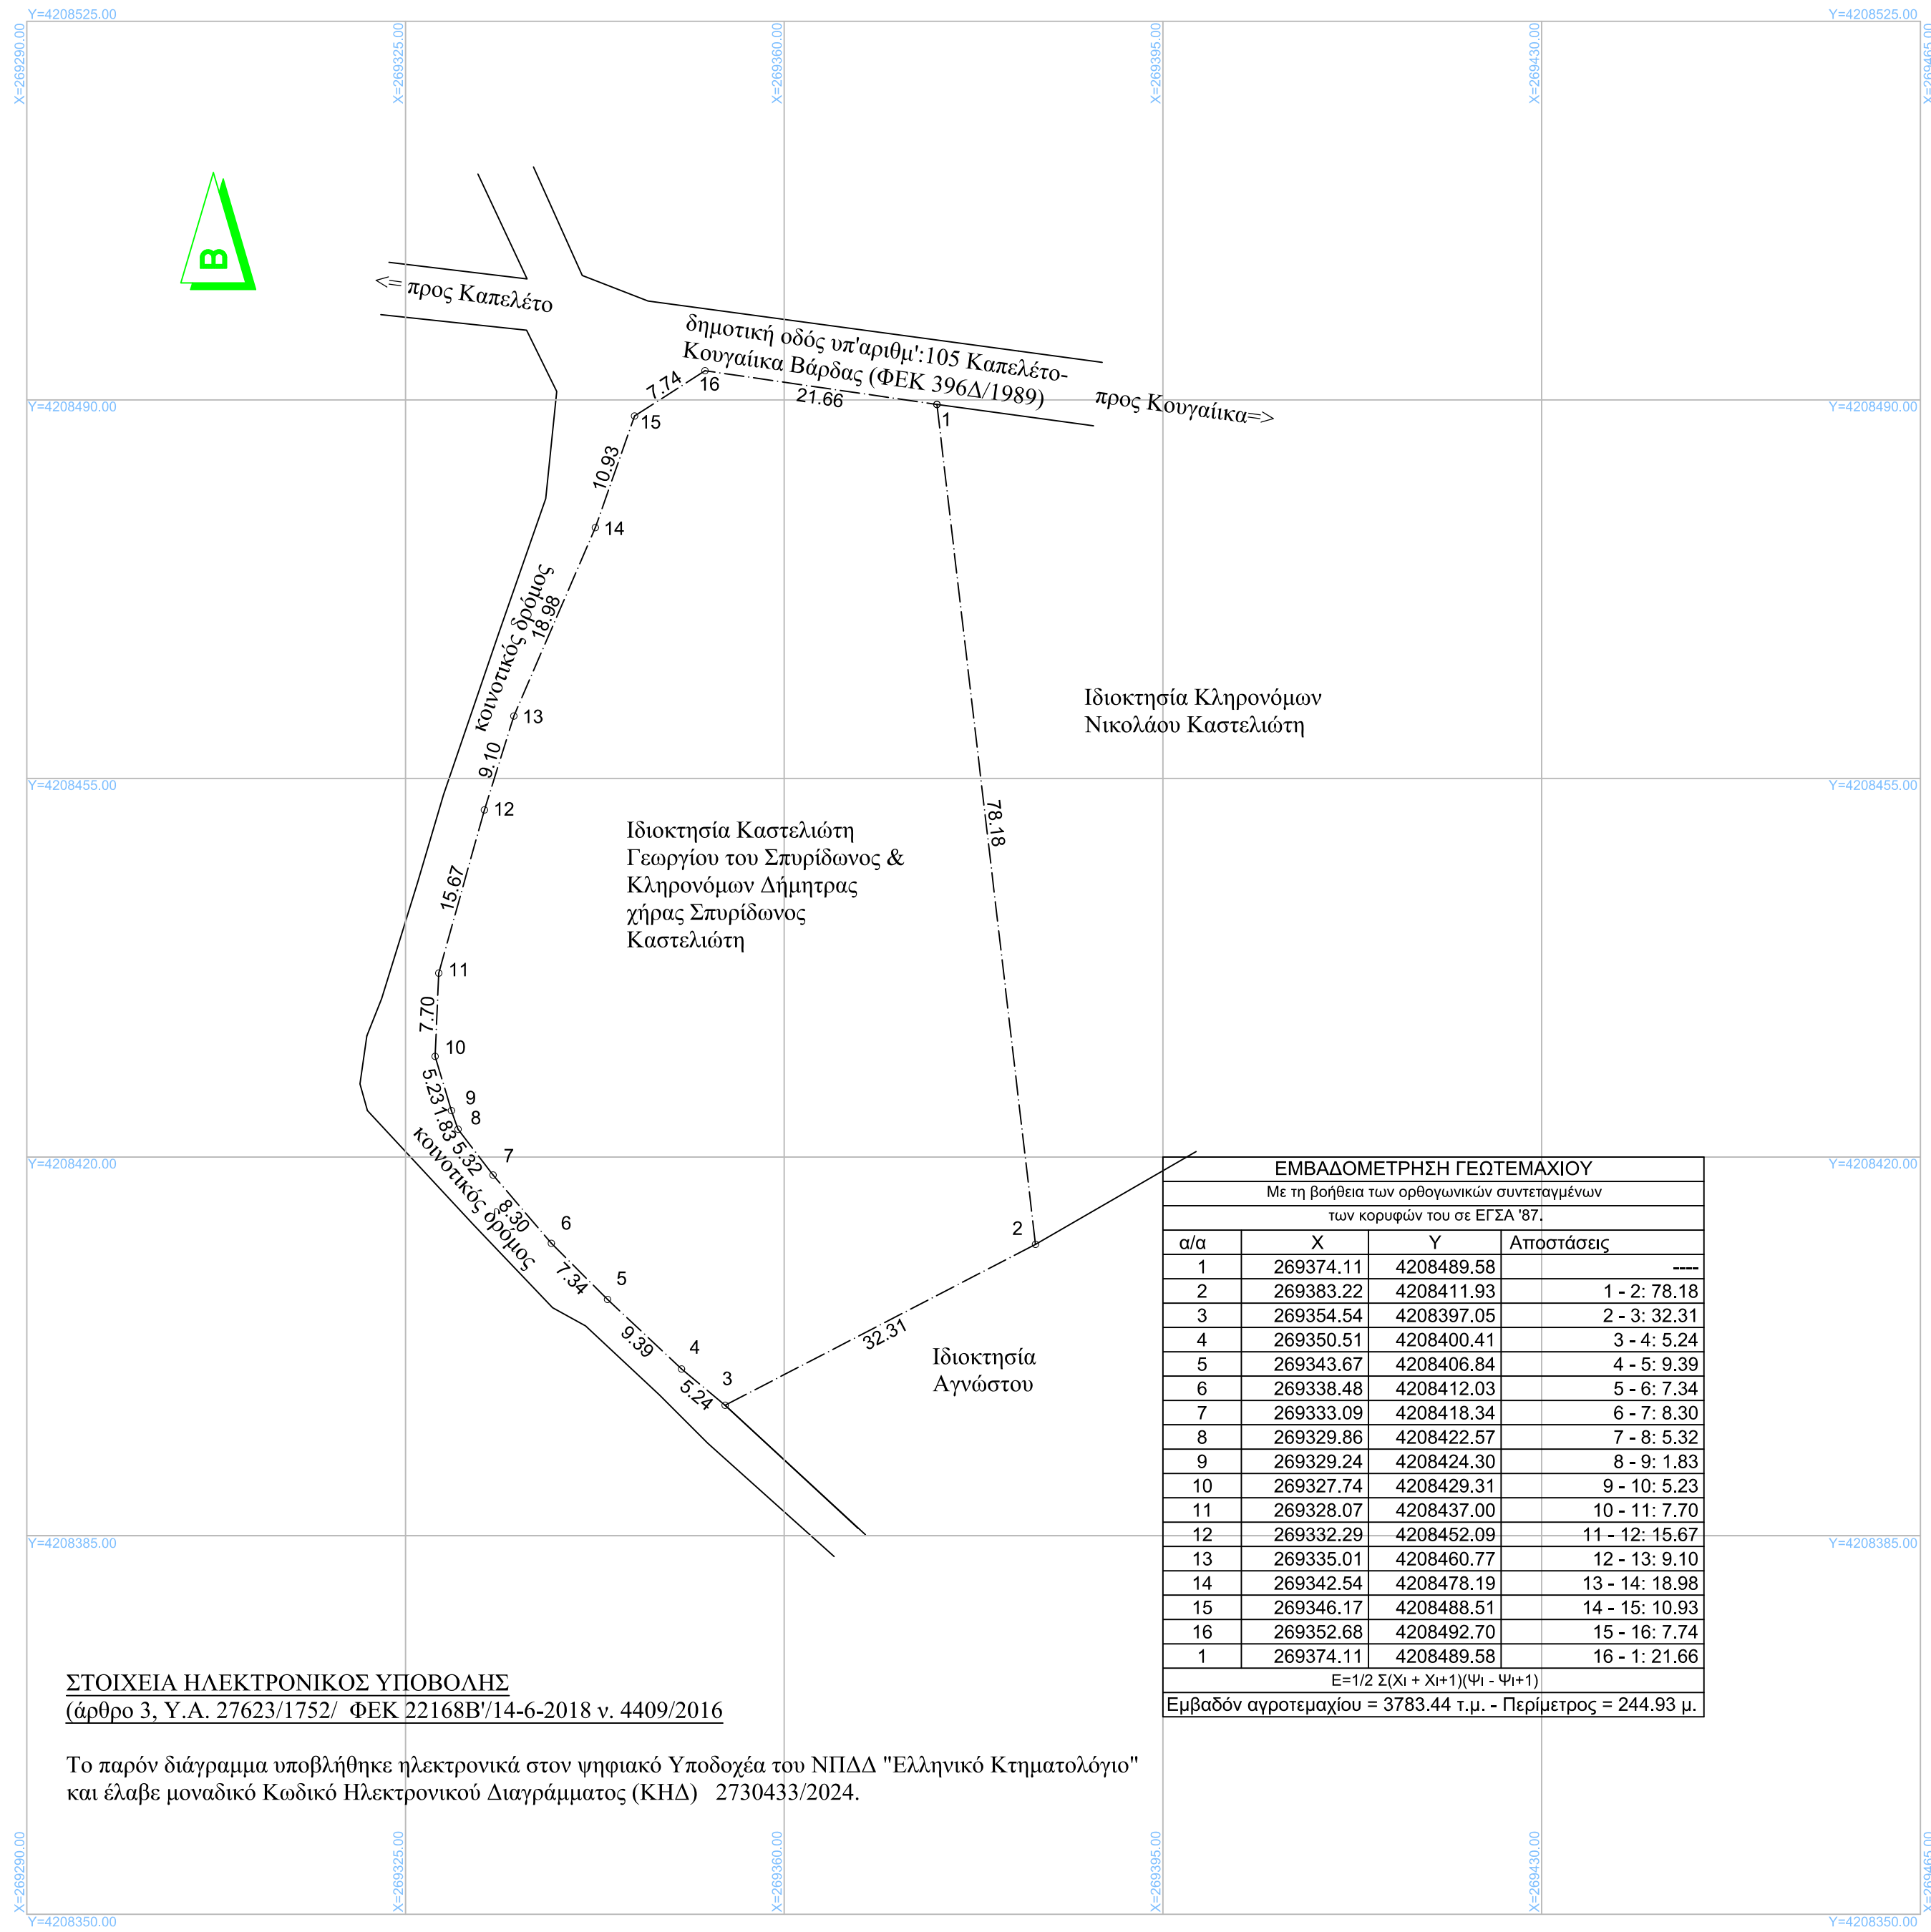 Y=4208525.00
Y=4208525.00
X=269290.00
X=269325.00
X=269360.00
X=269395.00
X=269430.00
X=269465.00
B
<= προς Καπελέτο
δημοτική οδός υπ'αριθμ':105 Καπελέτο-
Κουγαίικα Βάρδας (ΦΕΚ 396Δ/1989)
προς Κουγαίικα=>
7.74
16
21.66
1
15
Y=4208490.00
Y=4208490.00
10.93
14
κοινοτικός δρόμος
18.98
13
9.10
12
Ιδιοκτησία Κληρονόμων
Νικολάου Καστελιώτη
Y=4208455.00
Y=4208455.00
78.18
Ιδιοκτησία Καστελιώτη
Γεωργίου του Σπυρίδωνος &
Κληρονόμων Δήμητρας
χήρας Σπυρίδωνος
Καστελιώτη
15.67
11
7.70
10
5.23
9
1.83
8
5.32
7
κοινοτικός δρόμος
8.30
6
7.34
5
9.39
4
5.24
3
32.31
2
Ιδιοκτησία
Αγνώστου
Y=4208420.00
Y=4208420.00
ΕΜΒΑΔΟΜΕΤΡΗΣΗ ΓΕΩΤΕΜΑΧΙΟΥ
Με τη βοήθεια των ορθογωνικών συντεταγμένων
των κορυφών του σε ΕΓΣΑ '87.
α/α X Y Αποστάσεις
1 269374.11 4208489.58 ----
2 269383.22 4208411.93 1 - 2: 78.18
3 269354.54 4208397.05 2 - 3: 32.31
4 269350.51 4208400.41 3 - 4: 5.24
5 269343.67 4208406.84 4 - 5: 9.39
6 269338.48 4208412.03 5 - 6: 7.34
7 269333.09 4208418.34 6 - 7: 8.30
8 269329.86 4208422.57 7 - 8: 5.32
9 269329.24 4208424.30 8 - 9: 1.83
10 269327.74 4208429.31 9 - 10: 5.23
11 269328.07 4208437.00 10 - 11: 7.70
12 269332.29 4208452.09 11 - 12: 15.67
13 269335.01 4208460.77 12 - 13: 9.10
14 269342.54 4208478.19 13 - 14: 18.98
15 269346.17 4208488.51 14 - 15: 10.93
16 269352.68 4208492.70 15 - 16: 7.74
1 269374.11 4208489.58 16 - 1: 21.66
E=1/2 Σ(Χι + Χι+1)(Ψι - Ψι+1)
Εμβαδόν αγροτεμαχίου = 3783.44 τ.μ. - Περίμετρος = 244.93 μ.
Y=4208385.00
Y=4208385.00
ΣΤΟΙΧΕΙΑ ΗΛΕΚΤΡΟΝΙΚΟΣ ΥΠΟΒΟΛΗΣ
(άρθρο 3, Υ.Α. 27623/1752/ ΦΕΚ 22168Β'/14-6-2018 ν. 4409/2016
Το παρόν διάγραμμα υποβλήθηκε ηλεκτρονικά στον ψηφιακό Υποδοχέα του ΝΠΔΔ "Ελληνικό Κτηματολόγιο"
και έλαβε μοναδικό Κωδικό Ηλεκτρονικού Διαγράμματος (ΚΗΔ) 2730433/2024.
X=269290.00
X=269325.00
X=269360.00
X=269395.00
X=269430.00
X=269465.00
Y=4208350.00
Y=4208350.00